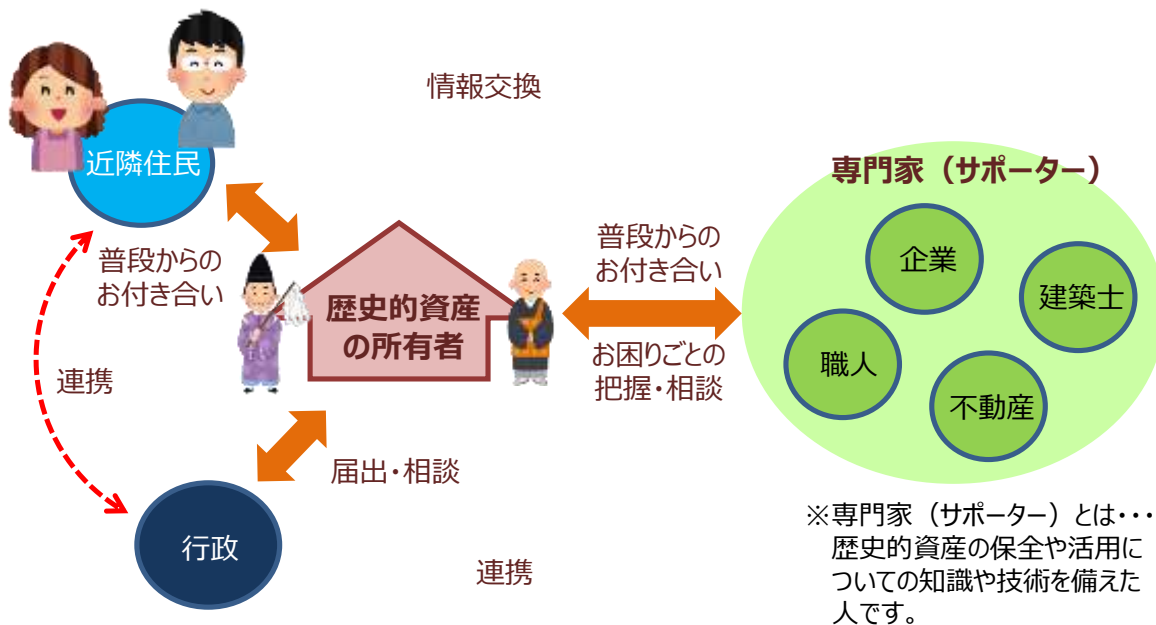 情報交換
近隣住民
専門家（サポーター）
企業
建築士
職人
不動産
普段からの
お付き合い
歴史的資産
の所有者
普段からの
お付き合い
お困りごとの
把握・相談
連携
届出・相談
行政
連携
※専門家（サポーター）とは・・・
歴史的資産の保全や活用に
ついての知識や技術を備えた
人です。